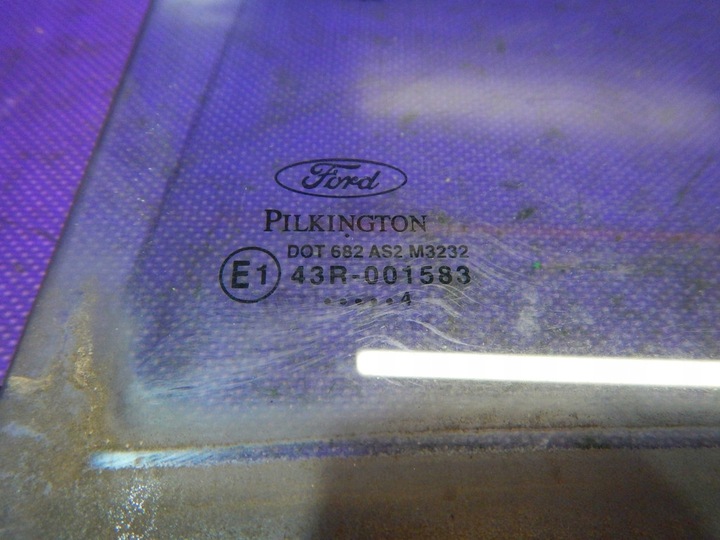 Ford
PILKINGTON
DOT 682 AS2 M3232
E1 43R-001583
.....4